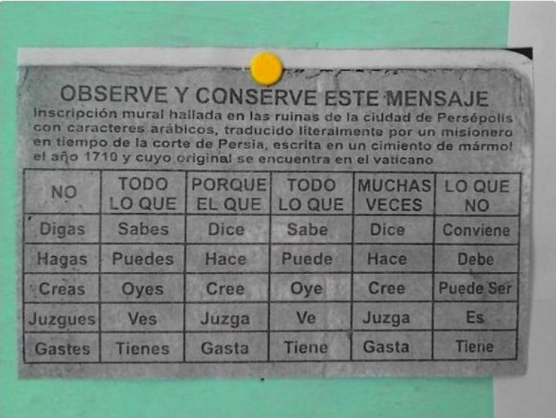 OBSERVE Y CONSERVE ESTE MENSAJE
Inscripción mural hallada en las ruinas de la ciudad de Persépolis
con caracteres arábicos, traducido literalmente por un misionero
en tiempo de la corte de Persia, escrita en un cimiento de mármol
el año 1710 y cuyo original se encuentra en el vaticano
NO TODO LO QUE PORQUE EL QUE TODO LO QUE MUCHAS VECES LO QUE NO
Digas Sabes Dice Sabe Dice Conviene
Hagas Puedes Hace Puede Hace Debe
Creas Oyes Cree Oye Cree Puede Ser
Juzgues Ves Juzga Ve Juzga Es
Gastes Tienes Gasta Tiene Gasta Tiene